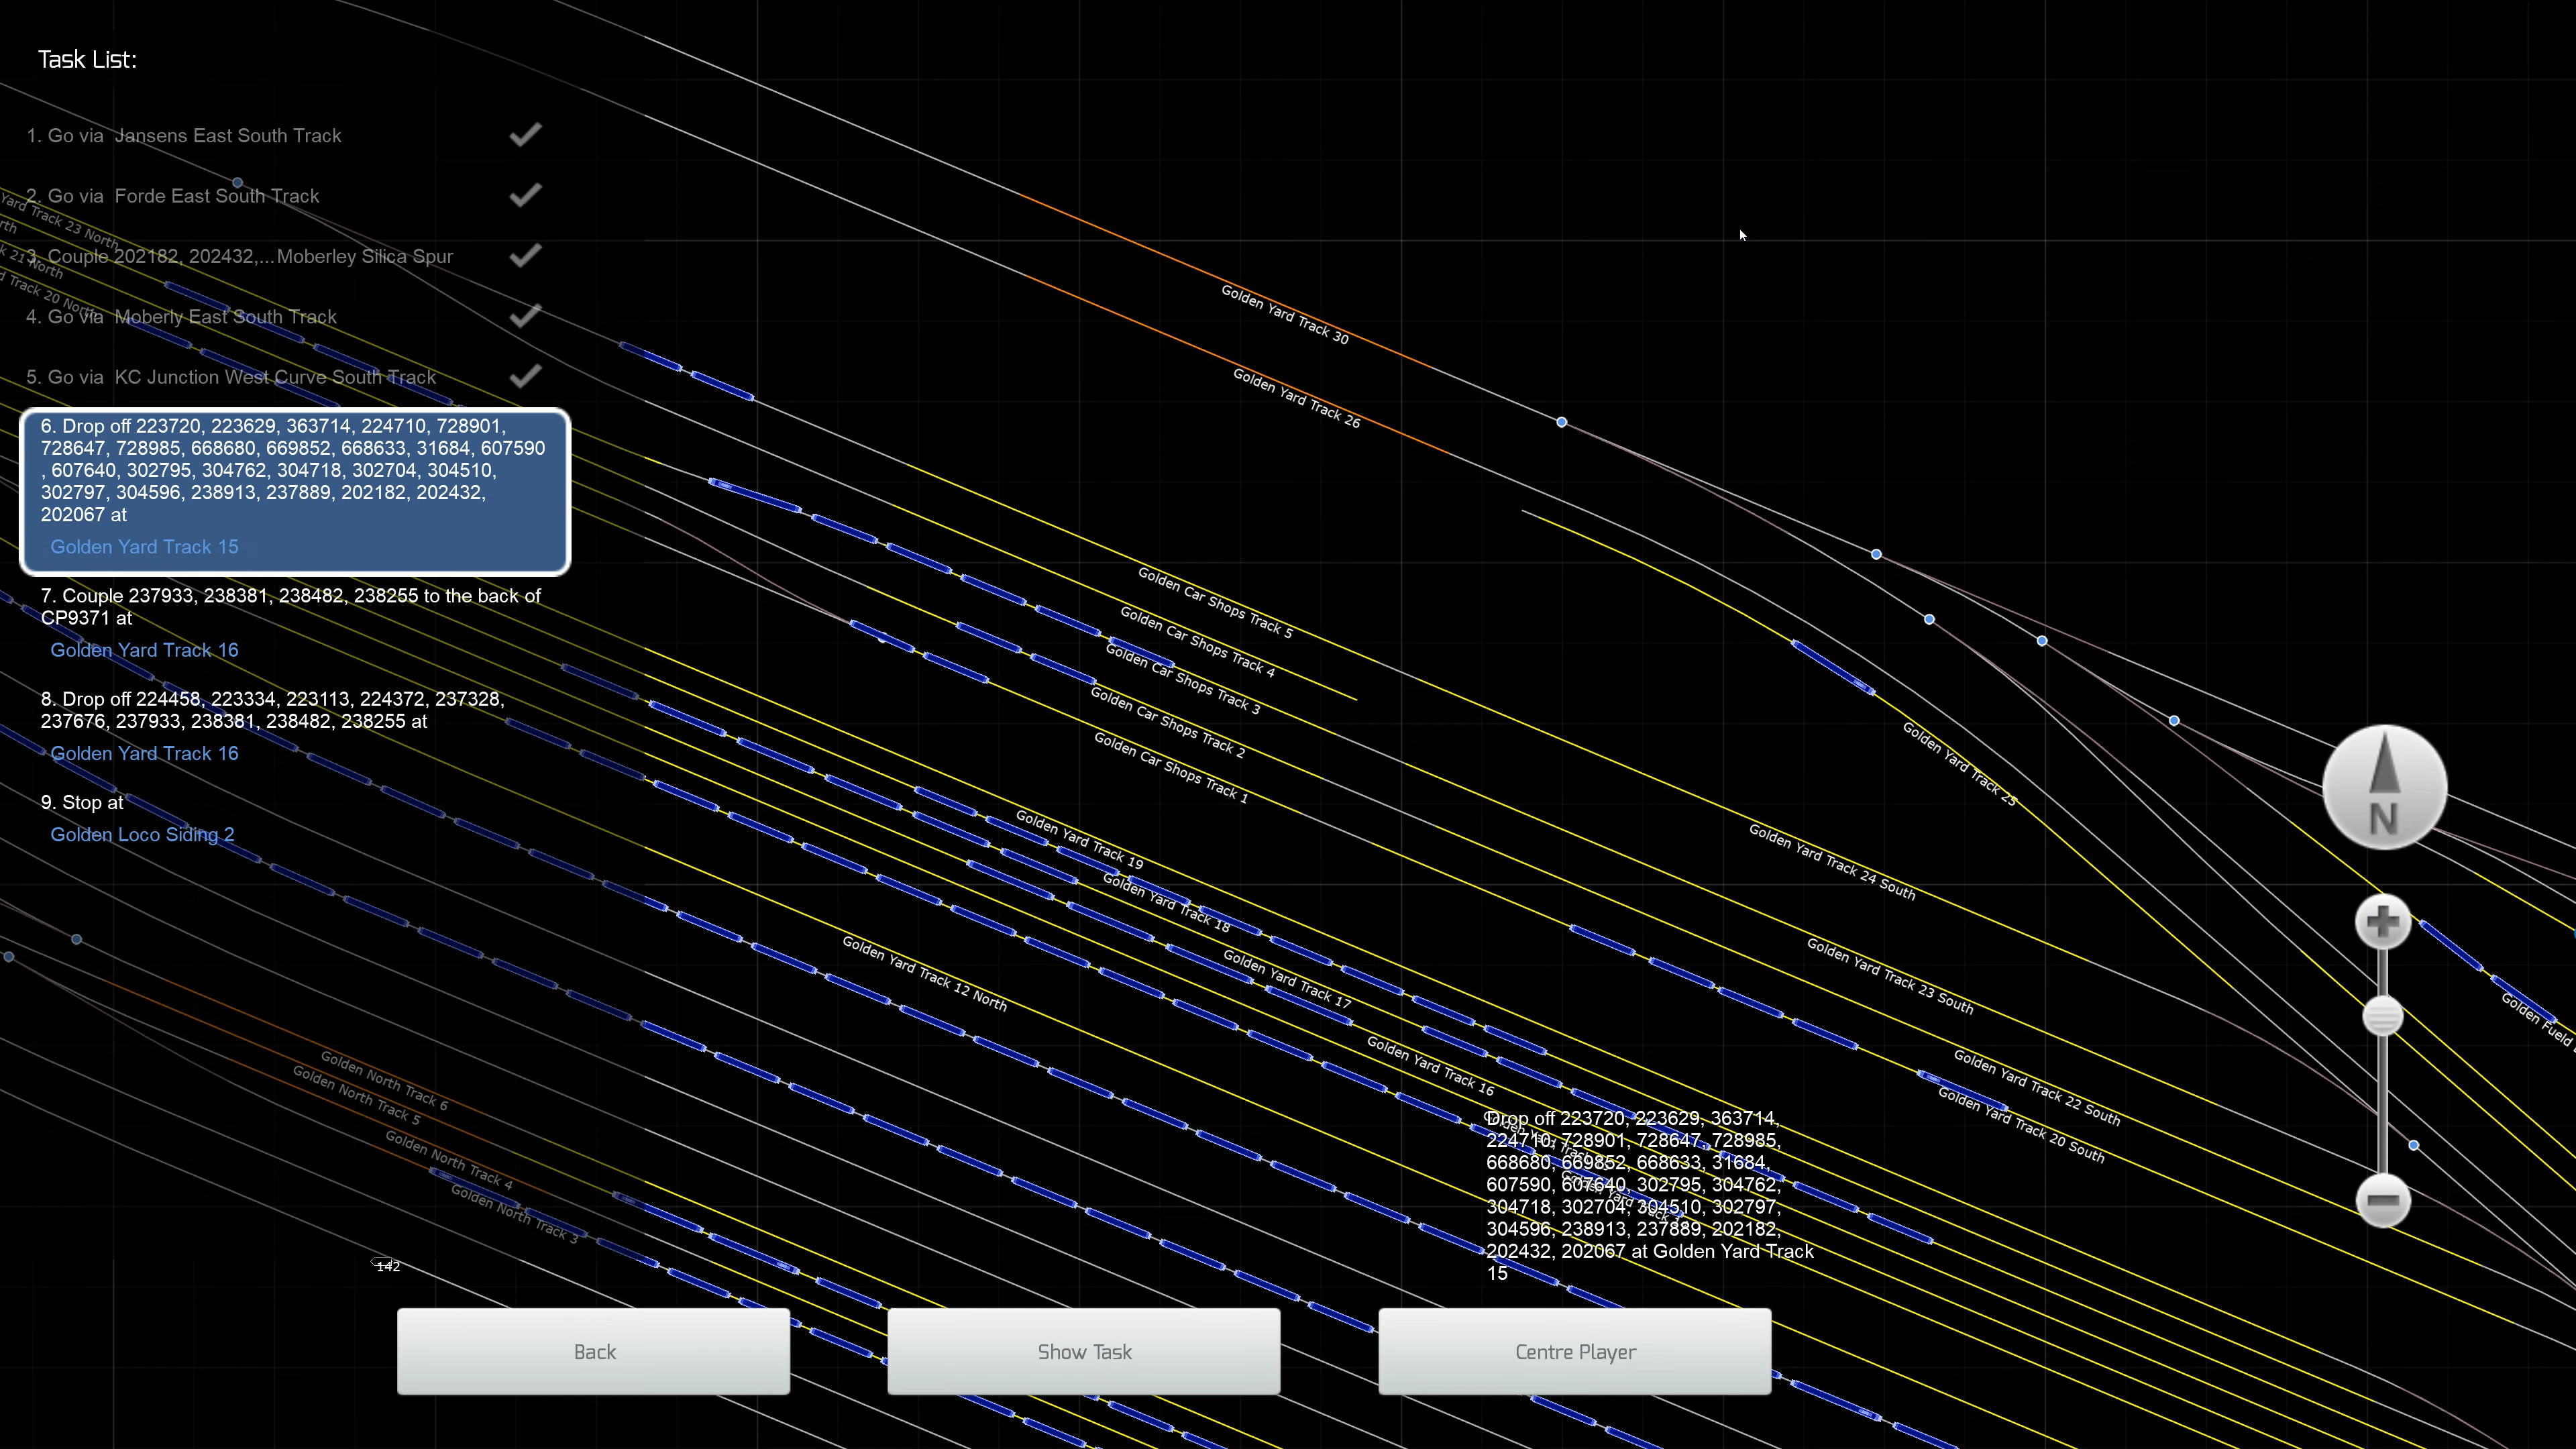 Task List:
1. Go via Jansens East South Track
2. Go via Forde East South Track
3. Couple 202182, 202432,... Moberley Silica Spur
4. Go via Moberly East South Track
5. Go via KC Junction West Curve South Track
6. Drop off 223720, 223629, 363714, 224710, 728901,
728647, 728985, 668680, 669852, 668633, 31684, 607590
, 607640, 302795, 304762, 304718, 302704, 304510,
302797, 304596, 238913, 237889, 202182, 202432,
202067 at
Golden Yard Track 15
7. Couple 237933, 238381, 238482, 238255 to the back of
CP9371 at
Golden Yard Track 16
8. Drop off 224458, 223334, 223113, 224372, 237328,
237676, 237933, 238381, 238482, 238255 at
Golden Yard Track 16
9. Stop at
Golden Loco Siding 2
Yard Track 23 North
21 North
Track 20 North
Golden Yard Track 30
Golden Yard Track 26
Golden Car Shops Track 5
Golden Car Shops Track 4
Golden Car Shops Track 3
Golden Car Shops Track 2
Golden Car Shops Track 1
Golden Yard Track 25
Golden Yard Track 24 South
Golden Yard Track 23 South
Golden Yard Track 22 South
Golden Yard Track 20 South
Golden Yard Track 19
Golden Yard Track 18
Golden Yard Track 17
Golden Yard Track 16
Golden Yard Track 12 North
Golden North Track 6
Golden North Track 5
Golden North Track 4
Golden North Track 3
Golden Fuel
N
142
Drop off 223720, 223629, 363714,
224710, 728901, 728647, 728985,
668680, 669852, 668633, 31684,
607590, 607640, 302795, 304762,
304718, 302704, 304510, 302797,
304596, 238913, 237889, 202182,
202432, 202067 at Golden Yard Track
15
Back
Show Task
Centre Player